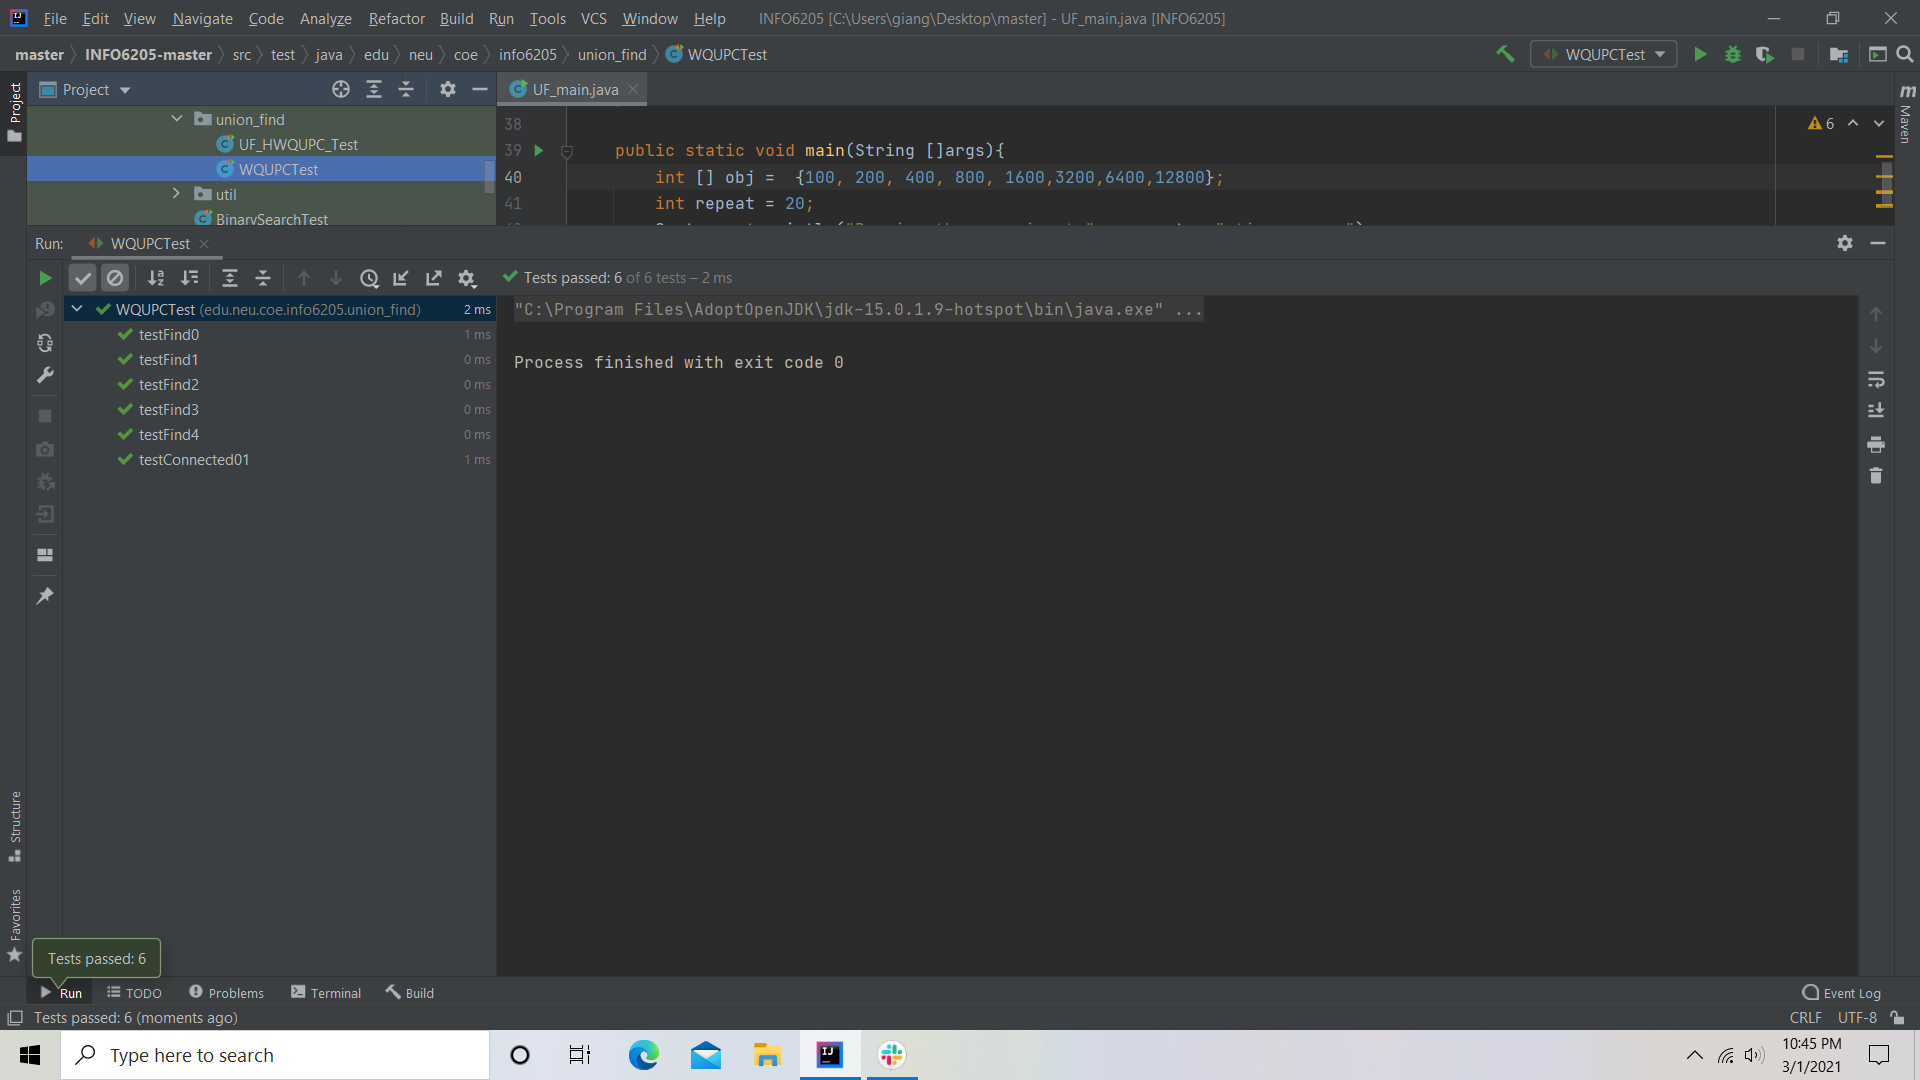 File Edit View Navigate Code Analyze Refactor Build Run Tools VCS Window Help INFO6205 [C:\Users\giang\Desktop\master] - UF_main.java [INFO6205]
master INFO6205-master src test java edu neu coe info6205 union_find WQUPCTest
WQUPCTest
Project
UF_main.java
Project
Maven
union_find
UF_HWQUPC_Test
WQUPCTest
util
BinarySearchTest
38
39 public static void main(String []args){
40 int [] obj = {100, 200, 400, 800, 1600,3200,6400,12800};
41 int repeat = 20;
6
Run: WQUPCTest
Tests passed: 6 of 6 tests – 2 ms
WQUPCTest (edu.neu.coe.info6205.union_find) 2 ms
testFind0 1 ms
testFind1 0 ms
testFind2 0 ms
testFind3 0 ms
testFind4 0 ms
testConnected01 1 ms
"C:\Program Files\AdoptOpenJDK\jdk-15.0.1.9-hotspot\bin\java.exe" ...
Process finished with exit code 0
Structure
Favorites
Tests passed: 6
Run TODO Problems Terminal Build Event Log
Tests passed: 6 (moments ago) CRLF UTF-8
Type here to search
10:45 PM
3/1/2021